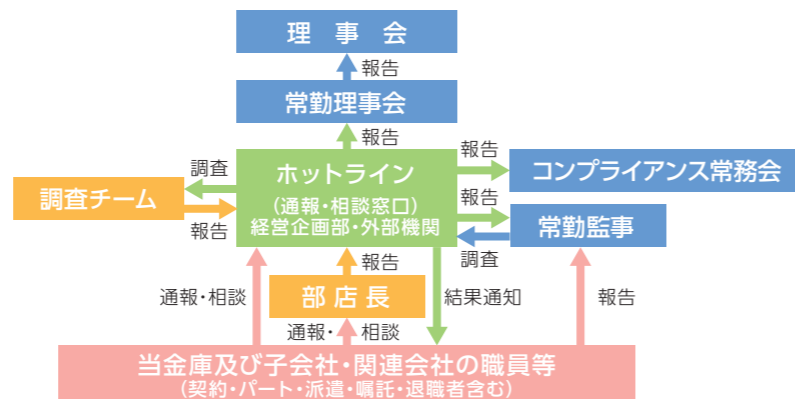 理　事　会
報告
常勤理事会
報告
ホットライン
(通報・相談窓口)
経営企画部・外部機関
報告
コンプライアンス常務会
調査
調査チーム
報告
報告
常勤監事
調査
報告
部 店 長
通報・相談
結果通知
報告
通報・ 相談
当金庫及び子会社・関連会社の職員等
(契約・パート・派遣・嘱託・退職者含む)